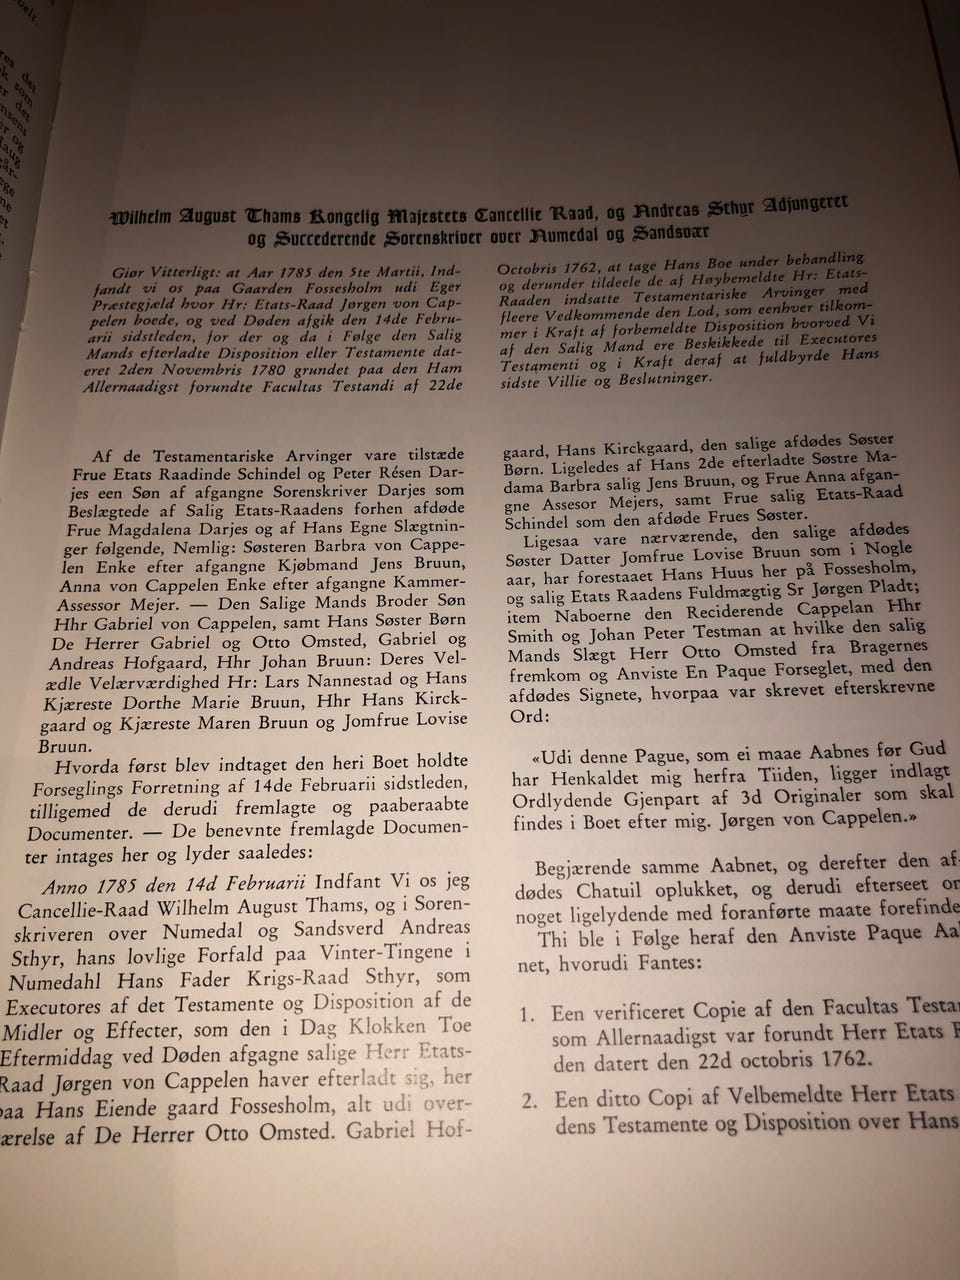 Wilhelm August Thams Kongelig Majestets Cancellie Raad, og Andreas Sthyr Adjungeret
og Succederende Sorenskriver over Numedal og Sandsvær
Giør Vitterligt: at Aar 1785 den 5te Martii, Ind-
fandt vi os paa Gaarden Fossesholm udi Eger
Præstegjæld hvor Hr: Etats-Raad Jørgen von Cap-
pelen boede, og ved Døden afgik den 14de Febru-
arii sidstleden, for der og da i Følge den Salig
Mands efterladte Disposition eller Testamente dat-
eret 2den Novembris 1780 grundet paa den Ham
Allernaadigst forundte Facultas Testandi af 22de
Octobris 1762, at tage Hans Boe under behandling
og derunder tildeele de af Høybemeldte Hr: Etats-
Raaden indsatte Testamentariske Arvinger med
fleere Vedkommende den Lod, som eenhver tilkom-
mer i Kraft af forbemeldte Disposition hvorved Vi
af den Salig Mand ere Beskikkede til Executores
Testamenti og i Kraft deraf at fuldbyrde Hans
sidste Villie og Beslutninger.
Af de Testamentariske Arvinger vare tilstæde
Frue Etats Raadinde Schindel og Peter Résen Dar-
jes een Søn af afgangne Sorenskriver Darjes som
Beslægtede af Salig Etats-Raadens forhen afdøde
Frue Magdalena Darjes og af Hans Egne Slægtnin-
ger følgende, Nemlig: Søsteren Barbra von Cappe-
len Enke efter afgangne Kjøbmand Jens Bruun,
Anna von Cappelen Enke efter afgangne Kammer-
Assessor Mejer. — Den Salige Mands Broder Søn
Hhr Gabriel von Cappelen, samt Hans Søster Børn
De Herrer Gabriel og Otto Omsted, Gabriel og
Andreas Hofgaard, Hhr Johan Bruun: Deres Vel-
ædle Velærværdighed Hr: Lars Nannestad og Hans
Kjæreste Dorthe Marie Bruun, Hhr Hans Kirck-
gaard og Kjæreste Maren Bruun og Jomfrue Lovise
Bruun.
Hvorda først blev indtaget den heri Boet holdte
Forseglings Forretning af 14de Februarii sidstleden,
tilligemed de derudi fremlagte og paaberaabte
Documenter. — De benevnte fremlagde Documen-
ter intages her og lyder saaledes:
Anno 1785 den 14d Februarii Indfant Vi os jeg
Cancellie-Raad Wilhelm August Thams, og i Soren-
skriveren over Numedal og Sandsverd Andreas
Sthyr, hans lovlige Forfald paa Vinter-Tingene i
Numedahl Hans Fader Krigs-Raad Sthyr, som
Executores af det Testamente og Disposition af de
Midler og Effecter, som den i Dag Klokken Toe
Eftermiddag ved Døden afgagne salige Herr Etats-
Raad Jørgen von Cappelen haver efterladt sig, her
paa Hans Eiende gaard Fossesholm, alt udi over-
værelse af De Herrer Otto Omsted. Gabriel Hof-
gaard, Hans Kirckgaard, den salige afdødes Søster
Børn. Ligeledes af Hans 2de efterladte Søstre Ma-
dama Barbra salig Jens Bruun, og Frue Anna afgan-
gne Assesor Mejers, samt Frue salig Etats-Raad
Schindel som den afdøde Frues Søster.
Ligesaa vare nærværende, den salige afdødes
Søster Datter Jomfrue Lovise Bruun som i Nogle
aar, har forestaaet Hans Huus her på Fossesholm,
og salig Etats Raadens Fuldmægtig Sr Jørgen Pladt;
item Naboerne den Reciderende Cappelan Hhr
Smith og Johan Peter Testman at hvilke den salig
Mands Slægt Herr Otto Omsted fra Bragernes
fremkom og Anviste En Paque Forseglet, med den
afdødes Signete, hvorpaa var skrevet efterskrevne
Ord:
«Udi denne Pague, som ei maae Aabnes før Gud
har Henkaldet mig herfra Tiiden, ligger indlagt
Ordlydende Gjenpart af 3d Originaler som skal
findes i Boet efter mig. Jørgen von Cappelen.»
Begjærende samme Aabnet, og derefter den af-
dødes Chatuil oplukket, og derudi efterseet or
noget ligelydende med foranførte maate forefinde
Thi ble i Følge heraf den Anviste Paque Aa
net, hvorudi Fantes:
1. Een verificeret Copie af den Facultas Testa
som Allernaadigst var forundt Herr Etats
den datert den 22d octobris 1762.
2. Een ditto Copi af Velbemeldte Herr Etats
dens Testamente og Disposition over Hans